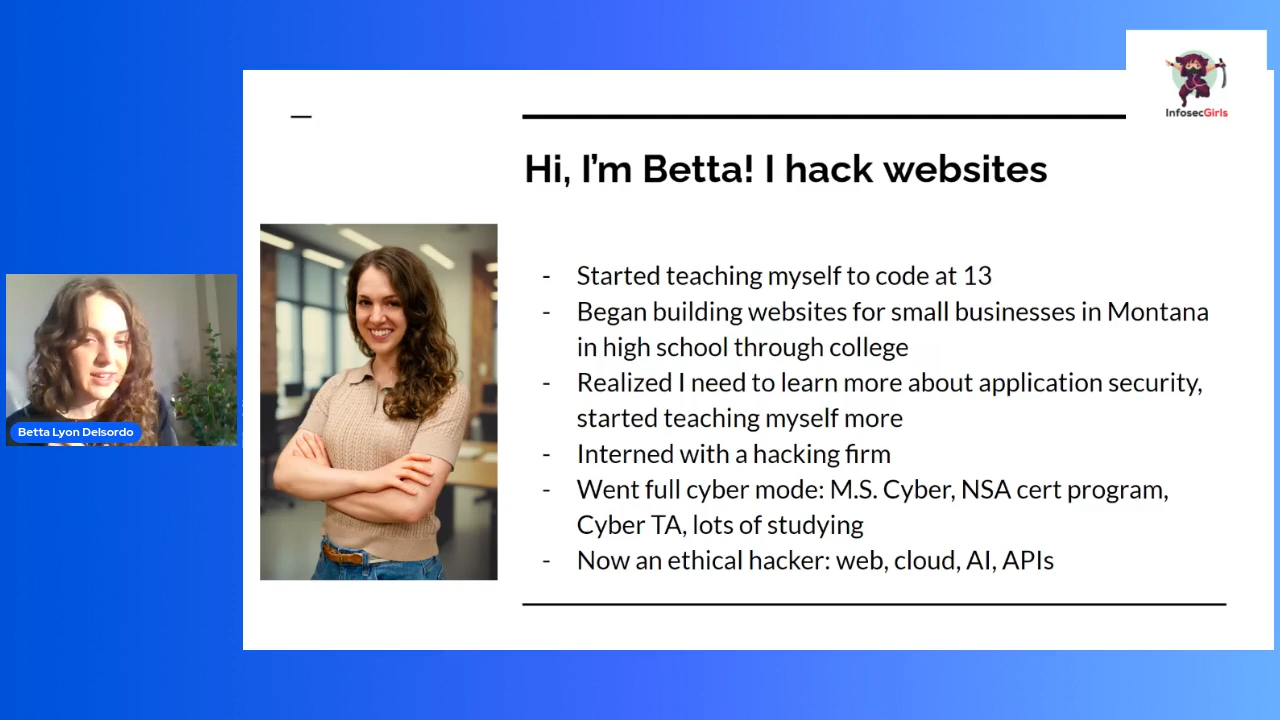 InfosecGirls
Hi, I'm Betta! I hack websites
- Started teaching myself to code at 13
- Began building websites for small businesses in Montana
in high school through college
- Realized I need to learn more about application security,
started teaching myself more
- Interned with a hacking firm
- Went full cyber mode: M.S. Cyber, NSA cert program,
Cyber TA, lots of studying
- Now an ethical hacker: web, cloud, AI, APIs
Betta Lyon Delsordo